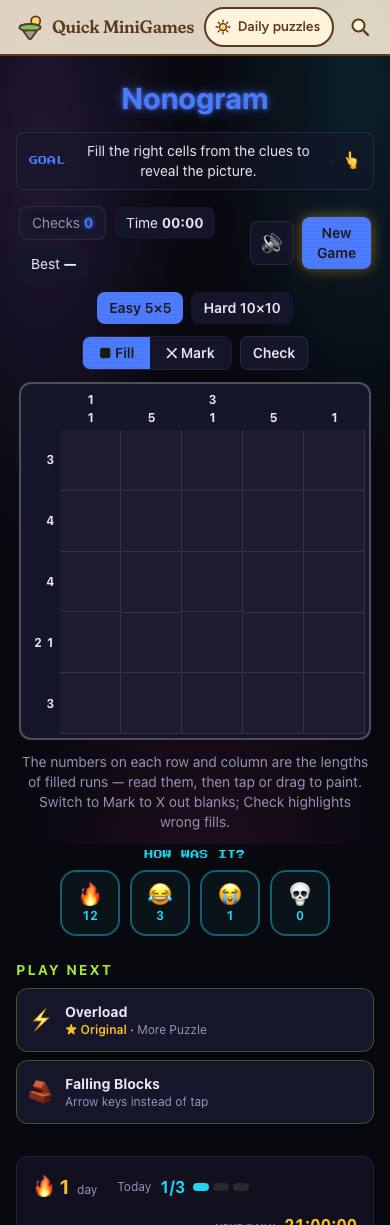 Quick MiniGames
Daily puzzles
Nonogram
GOAL
Fill the right cells from the clues to
reveal the picture.
Checks 0
Time 00:00
Best —
New
Game
Easy 5×5
Hard 10×10
Fill
Mark
Check
1 3
1 5 1 5 1
3
4
4
2 1
3
The numbers on each row and column are the lengths
of filled runs — read them, then tap or drag to paint.
Switch to Mark to X out blanks; Check highlights
wrong fills.
HOW WAS IT?
12 3 1 0
PLAY NEXT
Overload
Original · More Puzzle
Falling Blocks
Arrow keys instead of tap
1 day Today 1/3